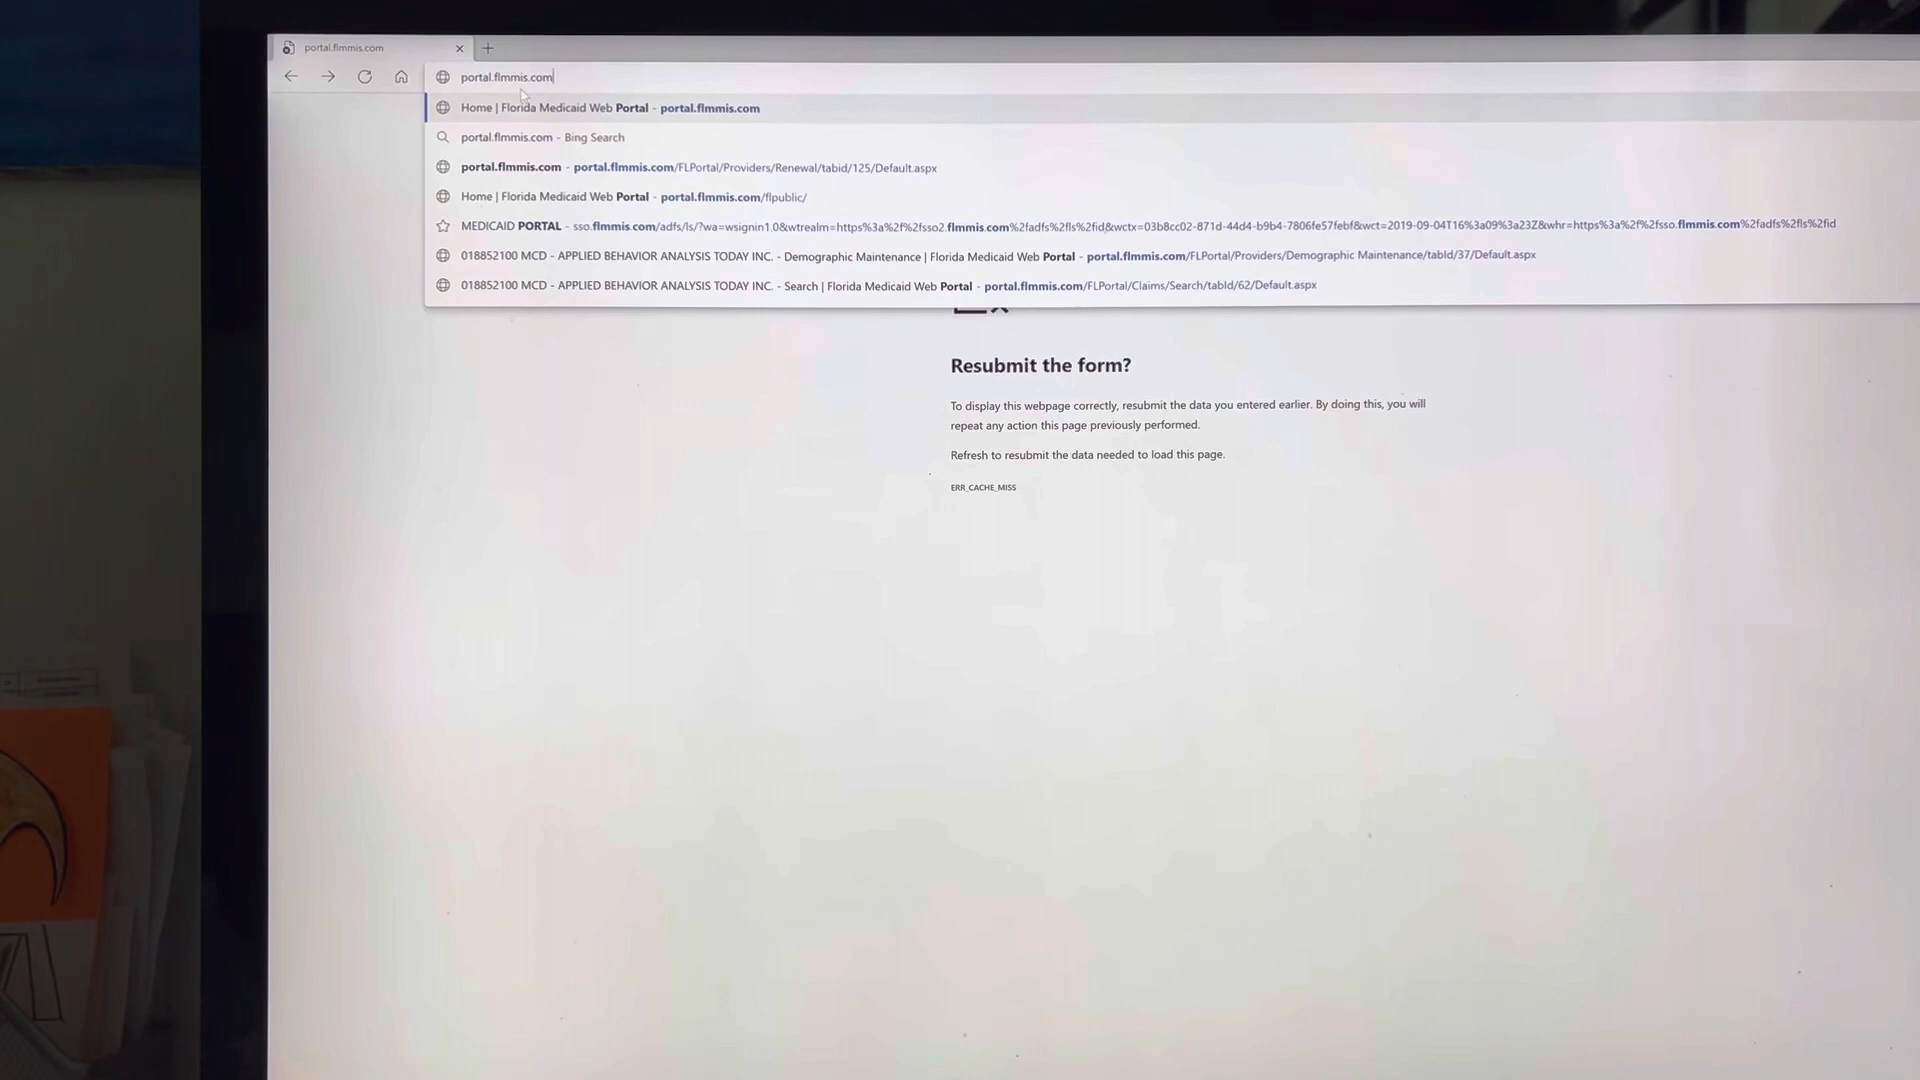 portal.flmmis.com
portal.flmmis.com
Home | Florida Medicaid Web Portal - portal.flmmis.com
portal.flmmis.com - Bing Search
portal.flmmis.com - portal.flmmis.com/FLPortal/Providers/Renewal/tabid/125/Default.aspx
Home | Florida Medicaid Web Portal - portal.flmmis.com/flpublic/
MEDICAID PORTAL - sso.flmmis.com/adfs/ls/?wa=wsignin1.0&wtrealm=https%3a%2f%2fsso2.flmmis.com%2fadfs%2fls%2fid&wctx=03b8cc02-871d-44d4-b9b4-7806fe57febf&wct=2019-09-04T16%3a09%3a23Z&whr=https%3a%2f%2fsso.flmmis.com%2fadfs%2fls%2fid
018852100 MCD - APPLIED BEHAVIOR ANALYSIS TODAY INC. - Demographic Maintenance | Florida Medicaid Web Portal - portal.flmmis.com/FLPortal/Providers/Demographic Maintenance/tabId/37/Default.aspx
018852100 MCD - APPLIED BEHAVIOR ANALYSIS TODAY INC. - Search | Florida Medicaid Web Portal - portal.flmmis.com/FLPortal/Claims/Search/tabId/62/Default.aspx
Resubmit the form?
To display this webpage correctly, resubmit the data you entered earlier. By doing this, you will
repeat any action this page previously performed.
Refresh to resubmit the data needed to load this page.
ERR_CACHE_MISS